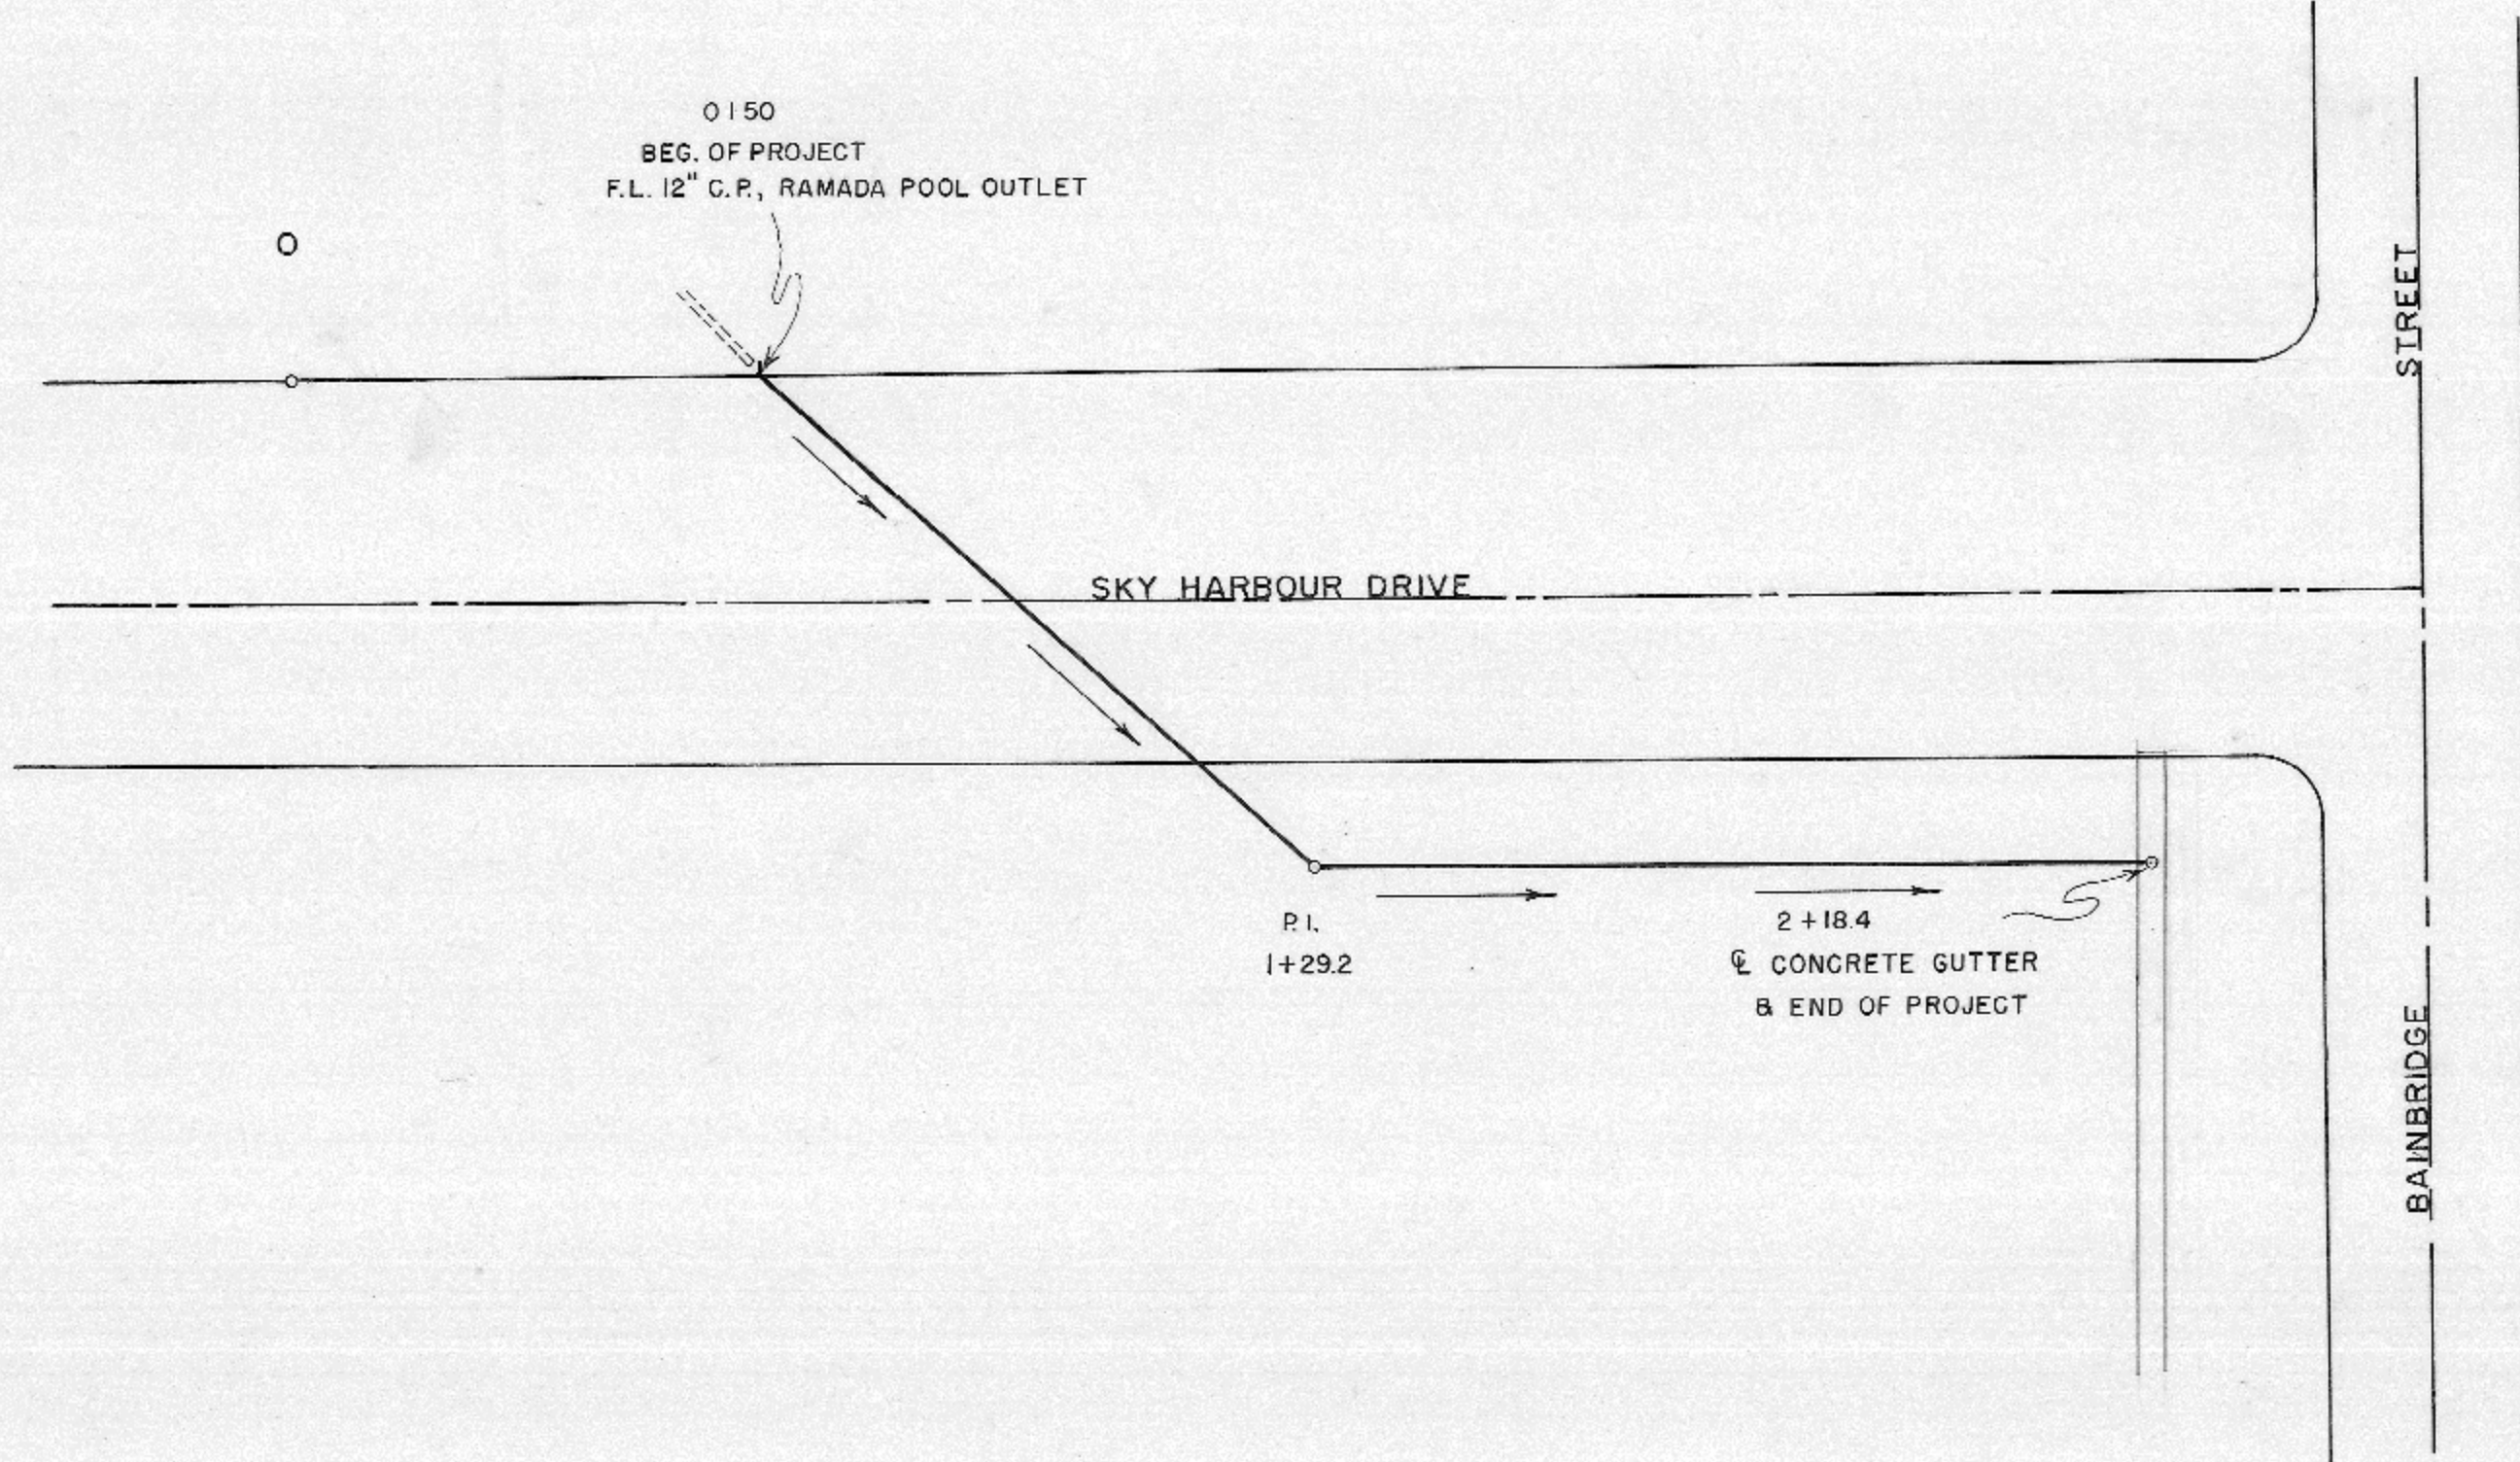 0 1 50
BEG. OF PROJECT
F.L. 12" C.P., RAMADA POOL OUTLET
O
STREET
SKY HARBOUR DRIVE
P.I.
1+29.2
2 +18.4
℄ CONCRETE GUTTER
& END OF PROJECT
BAINBRIDGE